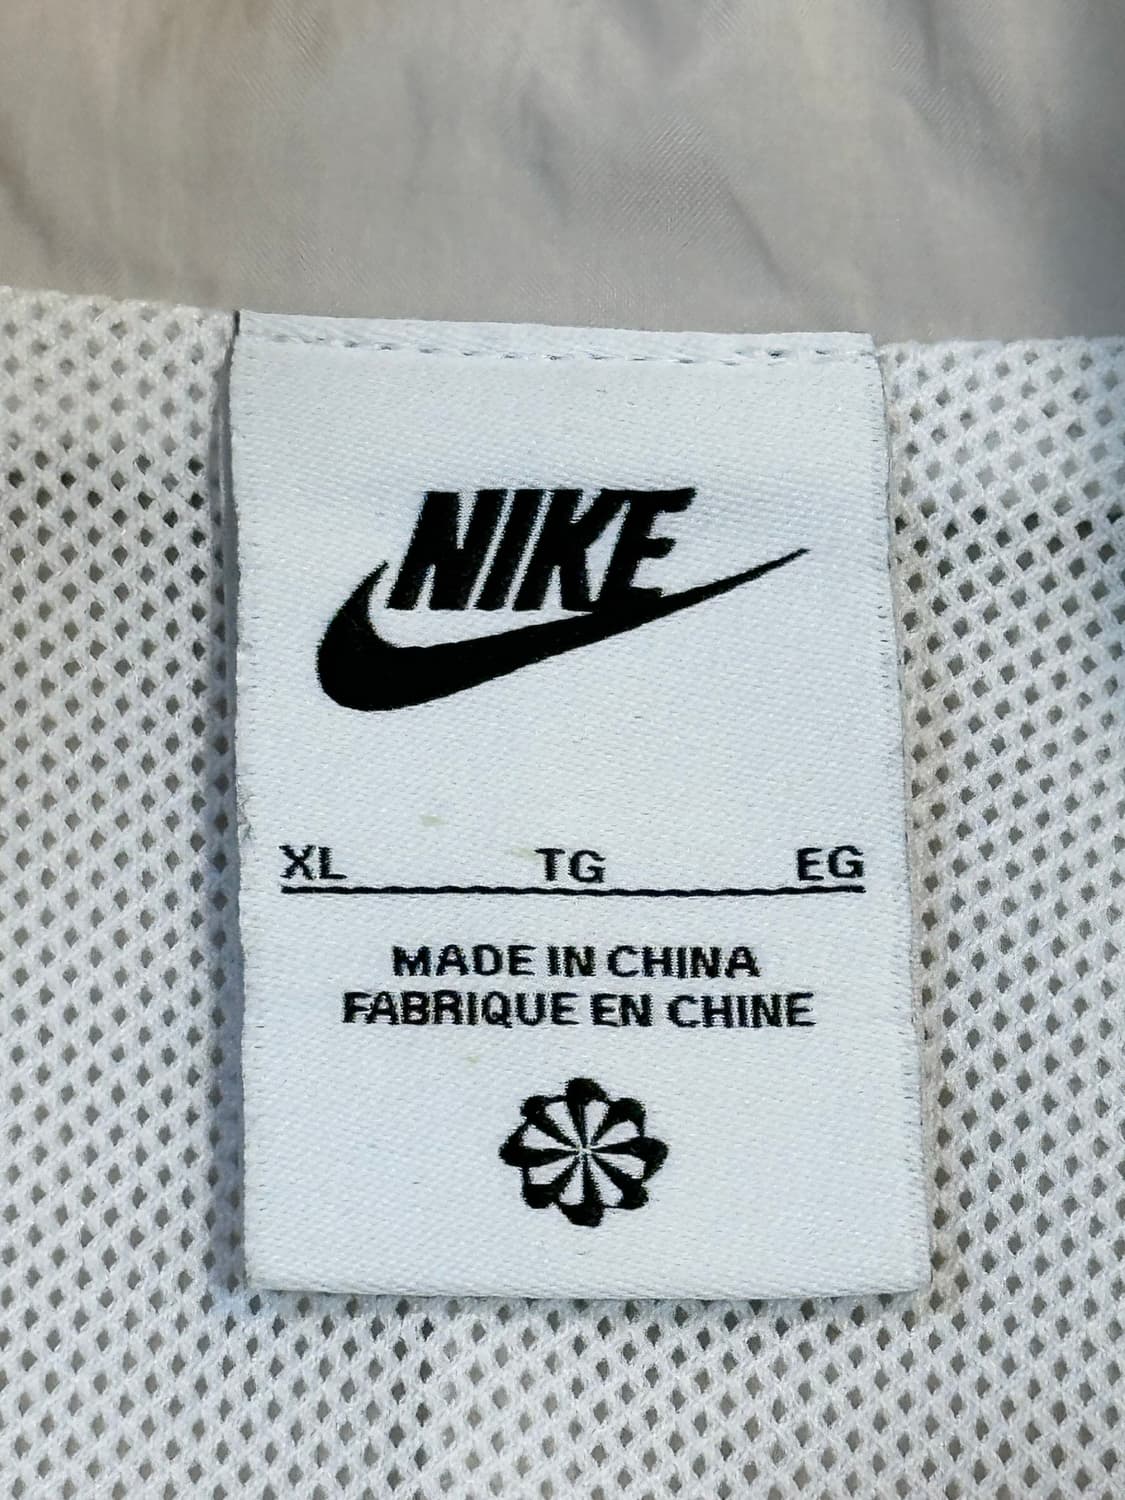 NIKE
XL TG EG
MADE IN CHINA
FABRIQUE EN CHINE